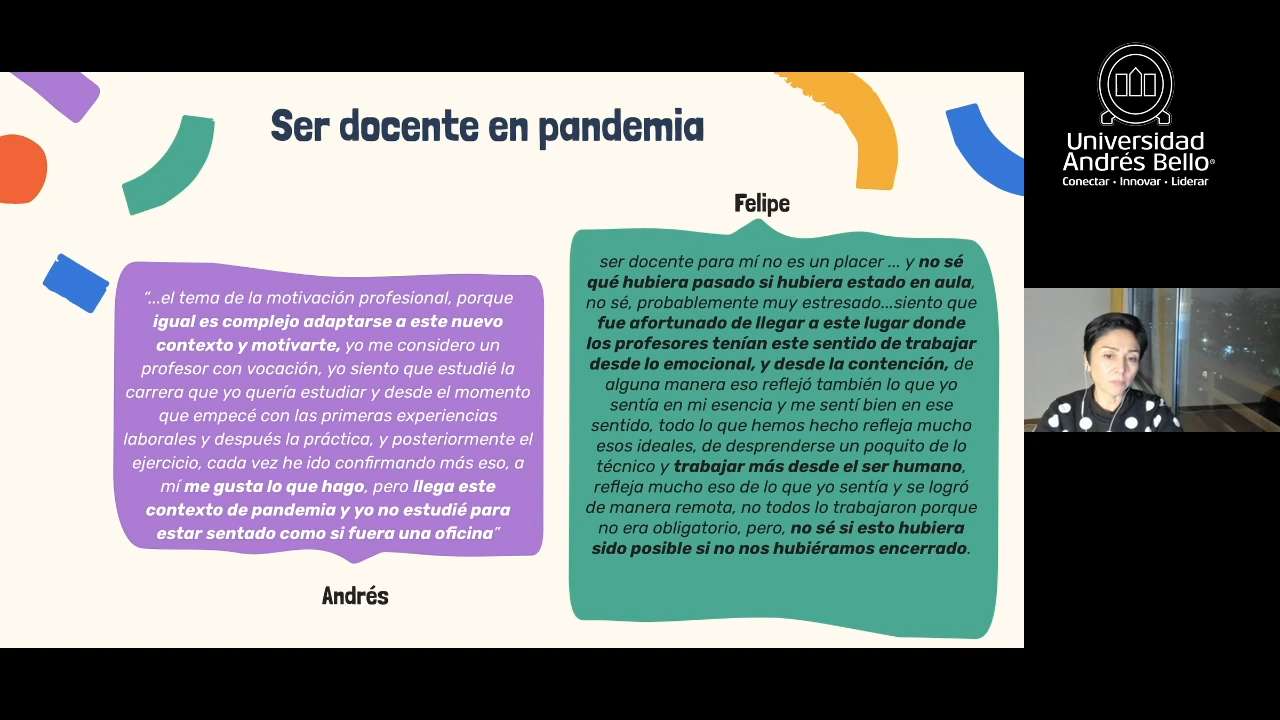 Ser docente en pandemia
“...el tema de la motivación profesional, porque
igual es complejo adaptarse a este nuevo
contexto y motivarte, yo me considero un
profesor con vocación, yo siento que estudié la
carrera que yo quería estudiar y desde el momento
que empecé con las primeras experiencias
laborales y después la práctica, y posteriormente el
ejercicio, cada vez he ido confirmando más eso, a
mí me gusta lo que hago, pero llega este
contexto de pandemia y yo no estudié para
estar sentado como si fuera una oficina”
Andrés
Felipe
ser docente para mí no es un placer ... y no sé
qué hubiera pasado si hubiera estado en aula,
no sé, probablemente muy estresado...siento que
fue afortunado de llegar a este lugar donde
los profesores tenían este sentido de trabajar
desde lo emocional, y desde la contención, de
alguna manera eso reflejó también lo que yo
sentía en mi esencia y me sentí bien en ese
sentido, todo lo que hemos hecho refleja mucho
esos ideales, de desprenderse un poquito de lo
técnico y trabajar más desde el ser humano,
refleja mucho eso de lo que yo sentía y se logró
de manera remota, no todos lo trabajaron porque
no era obligatorio, pero, no sé si esto hubiera
sido posible si no nos hubiéramos encerrado.
Universidad
Andrés Bello®
Conectar • Innovar • Liderar